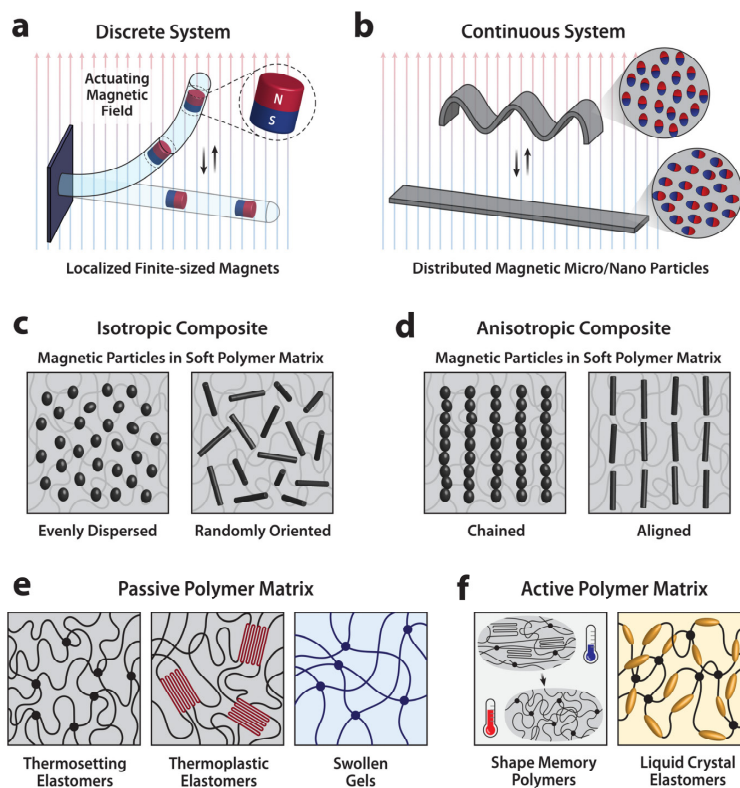 a
Discrete System
Actuating
Magnetic
Field
N
S
Localized Finite-sized Magnets
b
Continuous System
Distributed Magnetic Micro/Nano Particles
c
Isotropic Composite
Magnetic Particles in Soft Polymer Matrix
Evenly Dispersed
Randomly Oriented
d
Anisotropic Composite
Magnetic Particles in Soft Polymer Matrix
Chained
Aligned
e
Passive Polymer Matrix
Thermosetting
Elastomers
Thermoplastic
Elastomers
Swollen
Gels
f
Active Polymer Matrix
Shape Memory
Polymers
Liquid Crystal
Elastomers